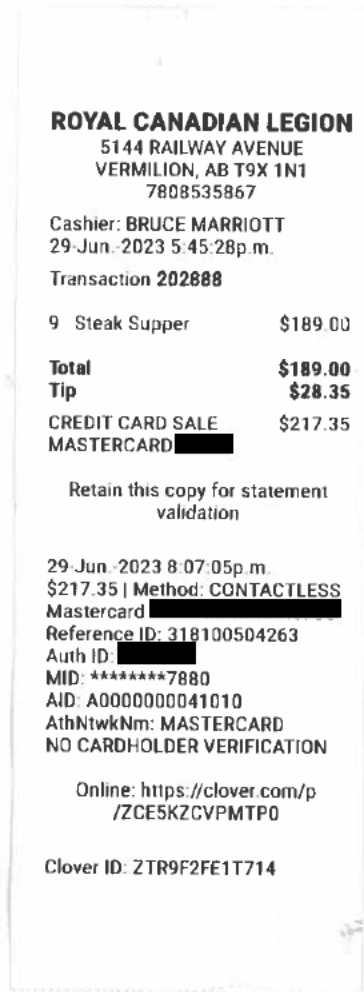 ROYAL CANADIAN LEGION
5144 RAILWAY AVENUE
VERMILION, AB T9X 1N1
7808535867
Cashier: BRUCE MARRIOTT
29-Jun.-2023 5:45:28p.m.
Transaction 202888
9 Steak Supper $189.00
Total $189.00
Tip $28.35
CREDIT CARD SALE $217.35
MASTERCARD
Retain this copy for statement
validation
29-Jun.-2023 8:07:05p.m.
$217.35 | Method: CONTACTLESS
Mastercard
Reference ID: 318100504263
Auth ID:
MID: ********7880
AID: A0000000041010
AthNtwkNm: MASTERCARD
NO CARDHOLDER VERIFICATION
Online: https://clover.com/p
/ZCE5KZCVPMTP0
Clover ID: ZTR9F2FE1T714